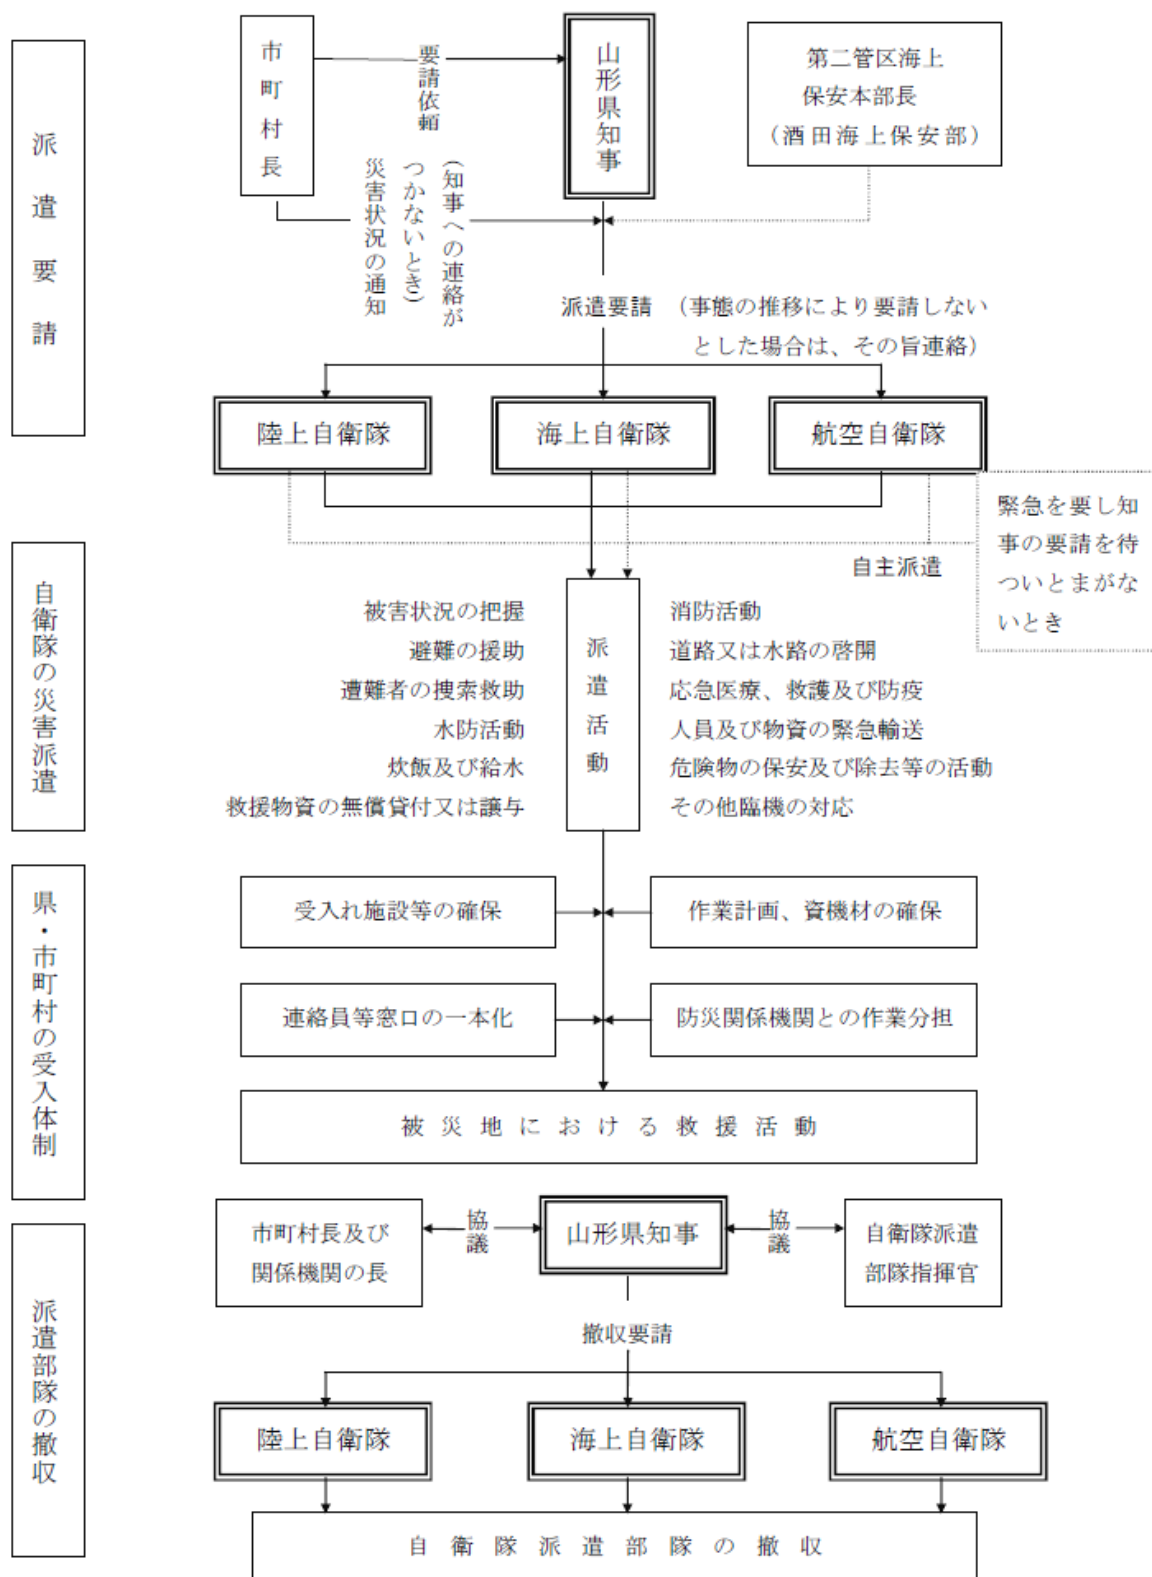 派遣要請
市町村長
要請依頼
山形県知事
第二管区海上
保安本部長
（酒田海上保安部）
（知事への連絡が
つかないとき）
災害状況の通知
派遣要請　（事態の推移により要請しない
とした場合は、その旨連絡）
陸上自衛隊
海上自衛隊
航空自衛隊
緊急を要し知
事の要請を待
ついとまがな
いとき
自主派遣
自衛隊の災害派遣
派遣活動
被害状況の把握
避難の援助
遭難者の捜索救助
水防活動
炊飯及び給水
救援物資の無償貸付又は譲与
消防活動
道路又は水路の啓開
応急医療、救護及び防疫
人員及び物資の緊急輸送
危険物の保安及び除去等の活動
その他臨機の対応
県・市町村の受入体制
受入れ施設等の確保
作業計画、資機材の確保
連絡員等窓口の一本化
防災関係機関との作業分担
被災地における救援活動
派遣部隊の撤収
市町村長及び
関係機関の長
協議
山形県知事
協議
自衛隊派遣
部隊指揮官
撤収要請
陸上自衛隊
海上自衛隊
航空自衛隊
自衛隊派遣部隊の撤収